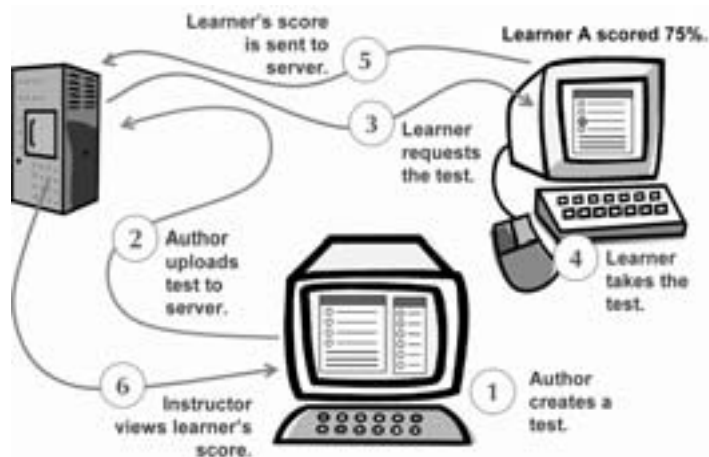 Learner's score
is sent to
server.
5
Learner A scored 75%.
3
Learner
requests
the test.
2
Author
uploads
test to
server.
4
Learner
takes the
test.
6
Instructor
views learner's
score.
1
Author
creates a
test.